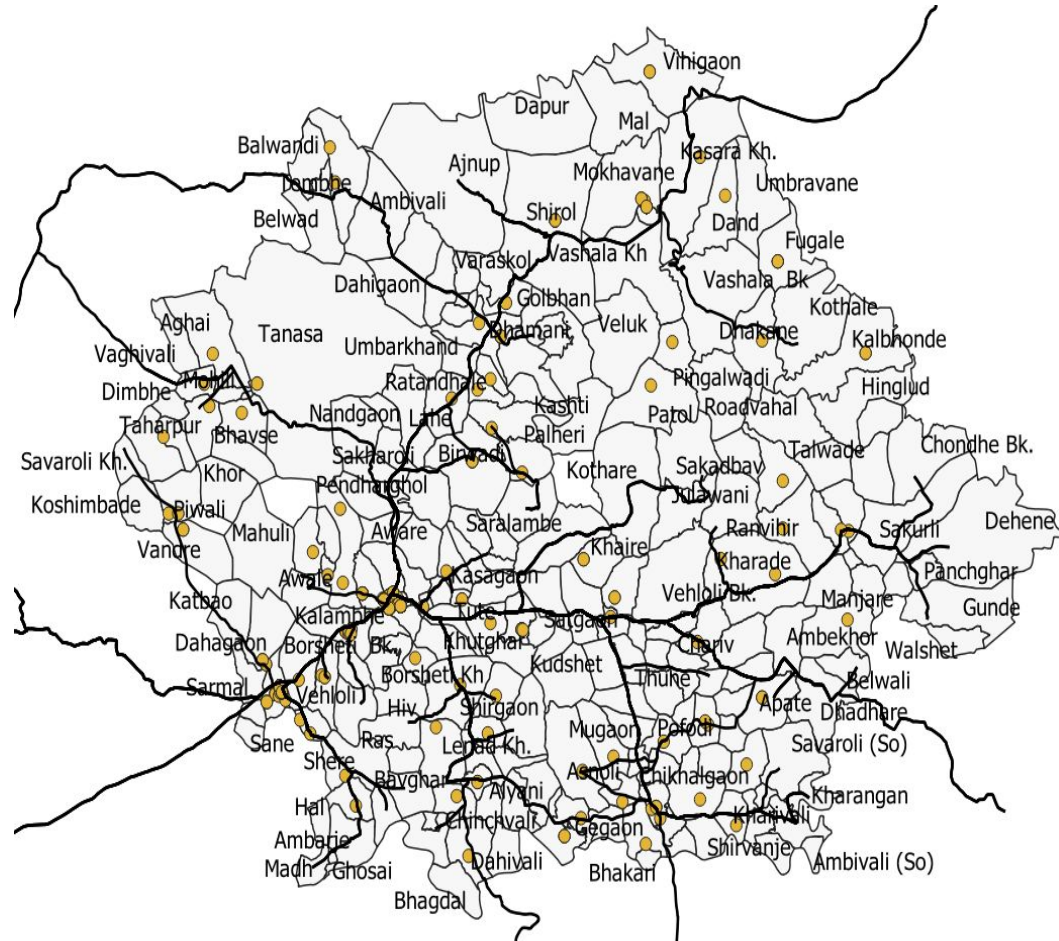 Vihigaon
Dapur
Mal
Balwandi
Kasara Kh.
Ajnup
Mokhavane
Umbravane
Ambivali
Belwad
Shirol
Dand
Fugale
Vashala Kh
Varaskol
Dahigaon
Vashala Bk
Golbhan
Kothale
Aghai
Tanasa
Veluk
Dhamani
Dhakane
Umbarkhand
Kalbhonde
Vaghivali
Ratandhale
Pingalwadi
Hinglud
Dimbhe
Kashti
Nandgaon
Lahe
Patol
Roadvahal
Taharpur
Bhavse
Palheri
Chondhe Bk.
Talwade
Savaroli Kh.
Sakharoli
Birwadi
Khor
Kothare
Sakadbav
Pendharghol
Julawani
Koshimbade
Piwali
Saralambe
Dehene
Mahuli
Aware
Ranvihir
Sakurli
Vandre
Khaire
Kharade
Awale
Kasagaon
Panchghar
Katbao
Kalambhe
Tute
Vehloli Bk.
Manjare
Gunde
Satgaon
Dahagaon
Borsheti Bk.
Khutghar
Chariv
Ambekhor
Walshet
Kudshet
Borsheti Kh
Thune
Belwali
Sarmal
Vehloli
Hiv
Shirgaon
Apate
Dhadhare
Sane
Ras
Lenad Kh.
Mugaon
Pofodi
Savaroli (So)
Shere
Bavghar
Alyani
Asnoli
Chikhalgaon
Hal
Kharangan
Chinchvali
Gegaon
Kharivali
Ambarje
Shirvanje
Madh
Ghosai
Dahivali
Bhakari
Ambivali (So)
Bhagdal